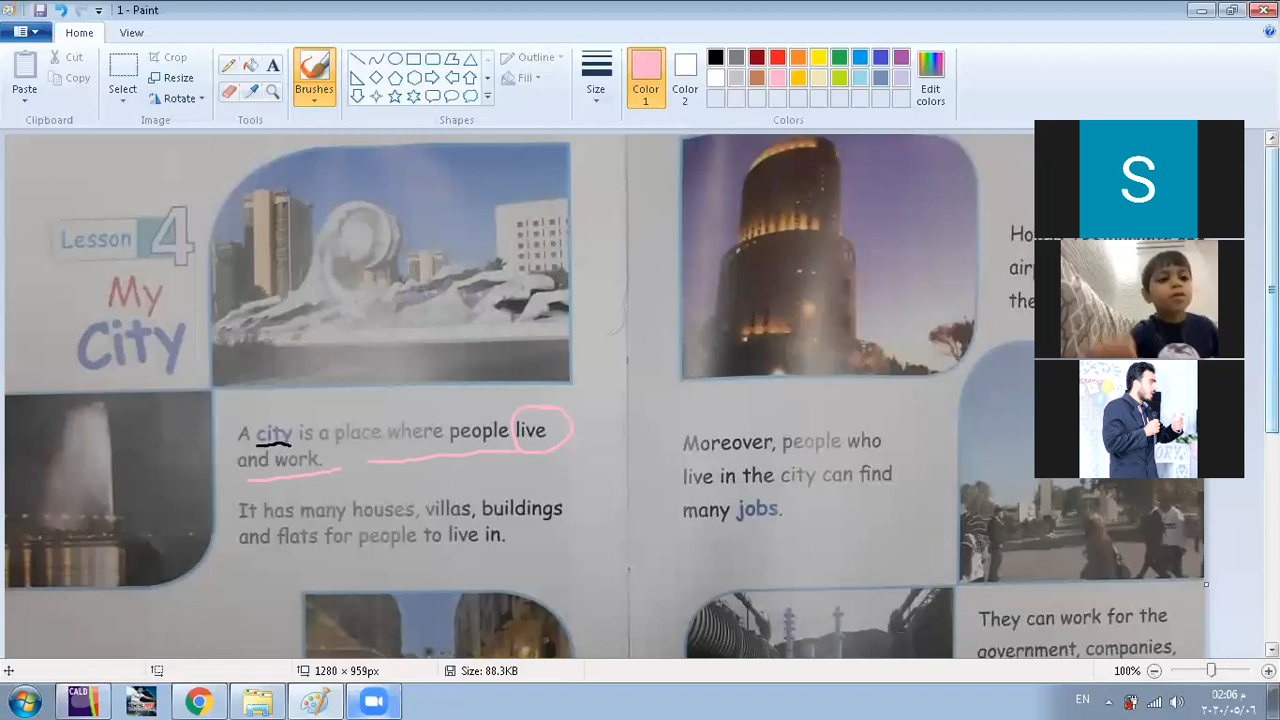 1 - Paint
Home
View
Paste
Cut
Copy
Clipboard
Select
Crop
Resize
Rotate
Image
A
Tools
Brushes
Outline
Fill
Shapes
Size
Color 1
Color 2
Edit colors
Colors
Lesson 4
My
City
A city is a place where people live
and work.
It has many houses, villas, buildings
and flats for people to live in.
Moreover, people who
live in the city can find
many jobs.
They can work for the
government, companies,
S
1280 × 959px
Size: 88.3KB
100%
CALD
EN
02:06 م
٢٠٢٠/٠٥/٠٦